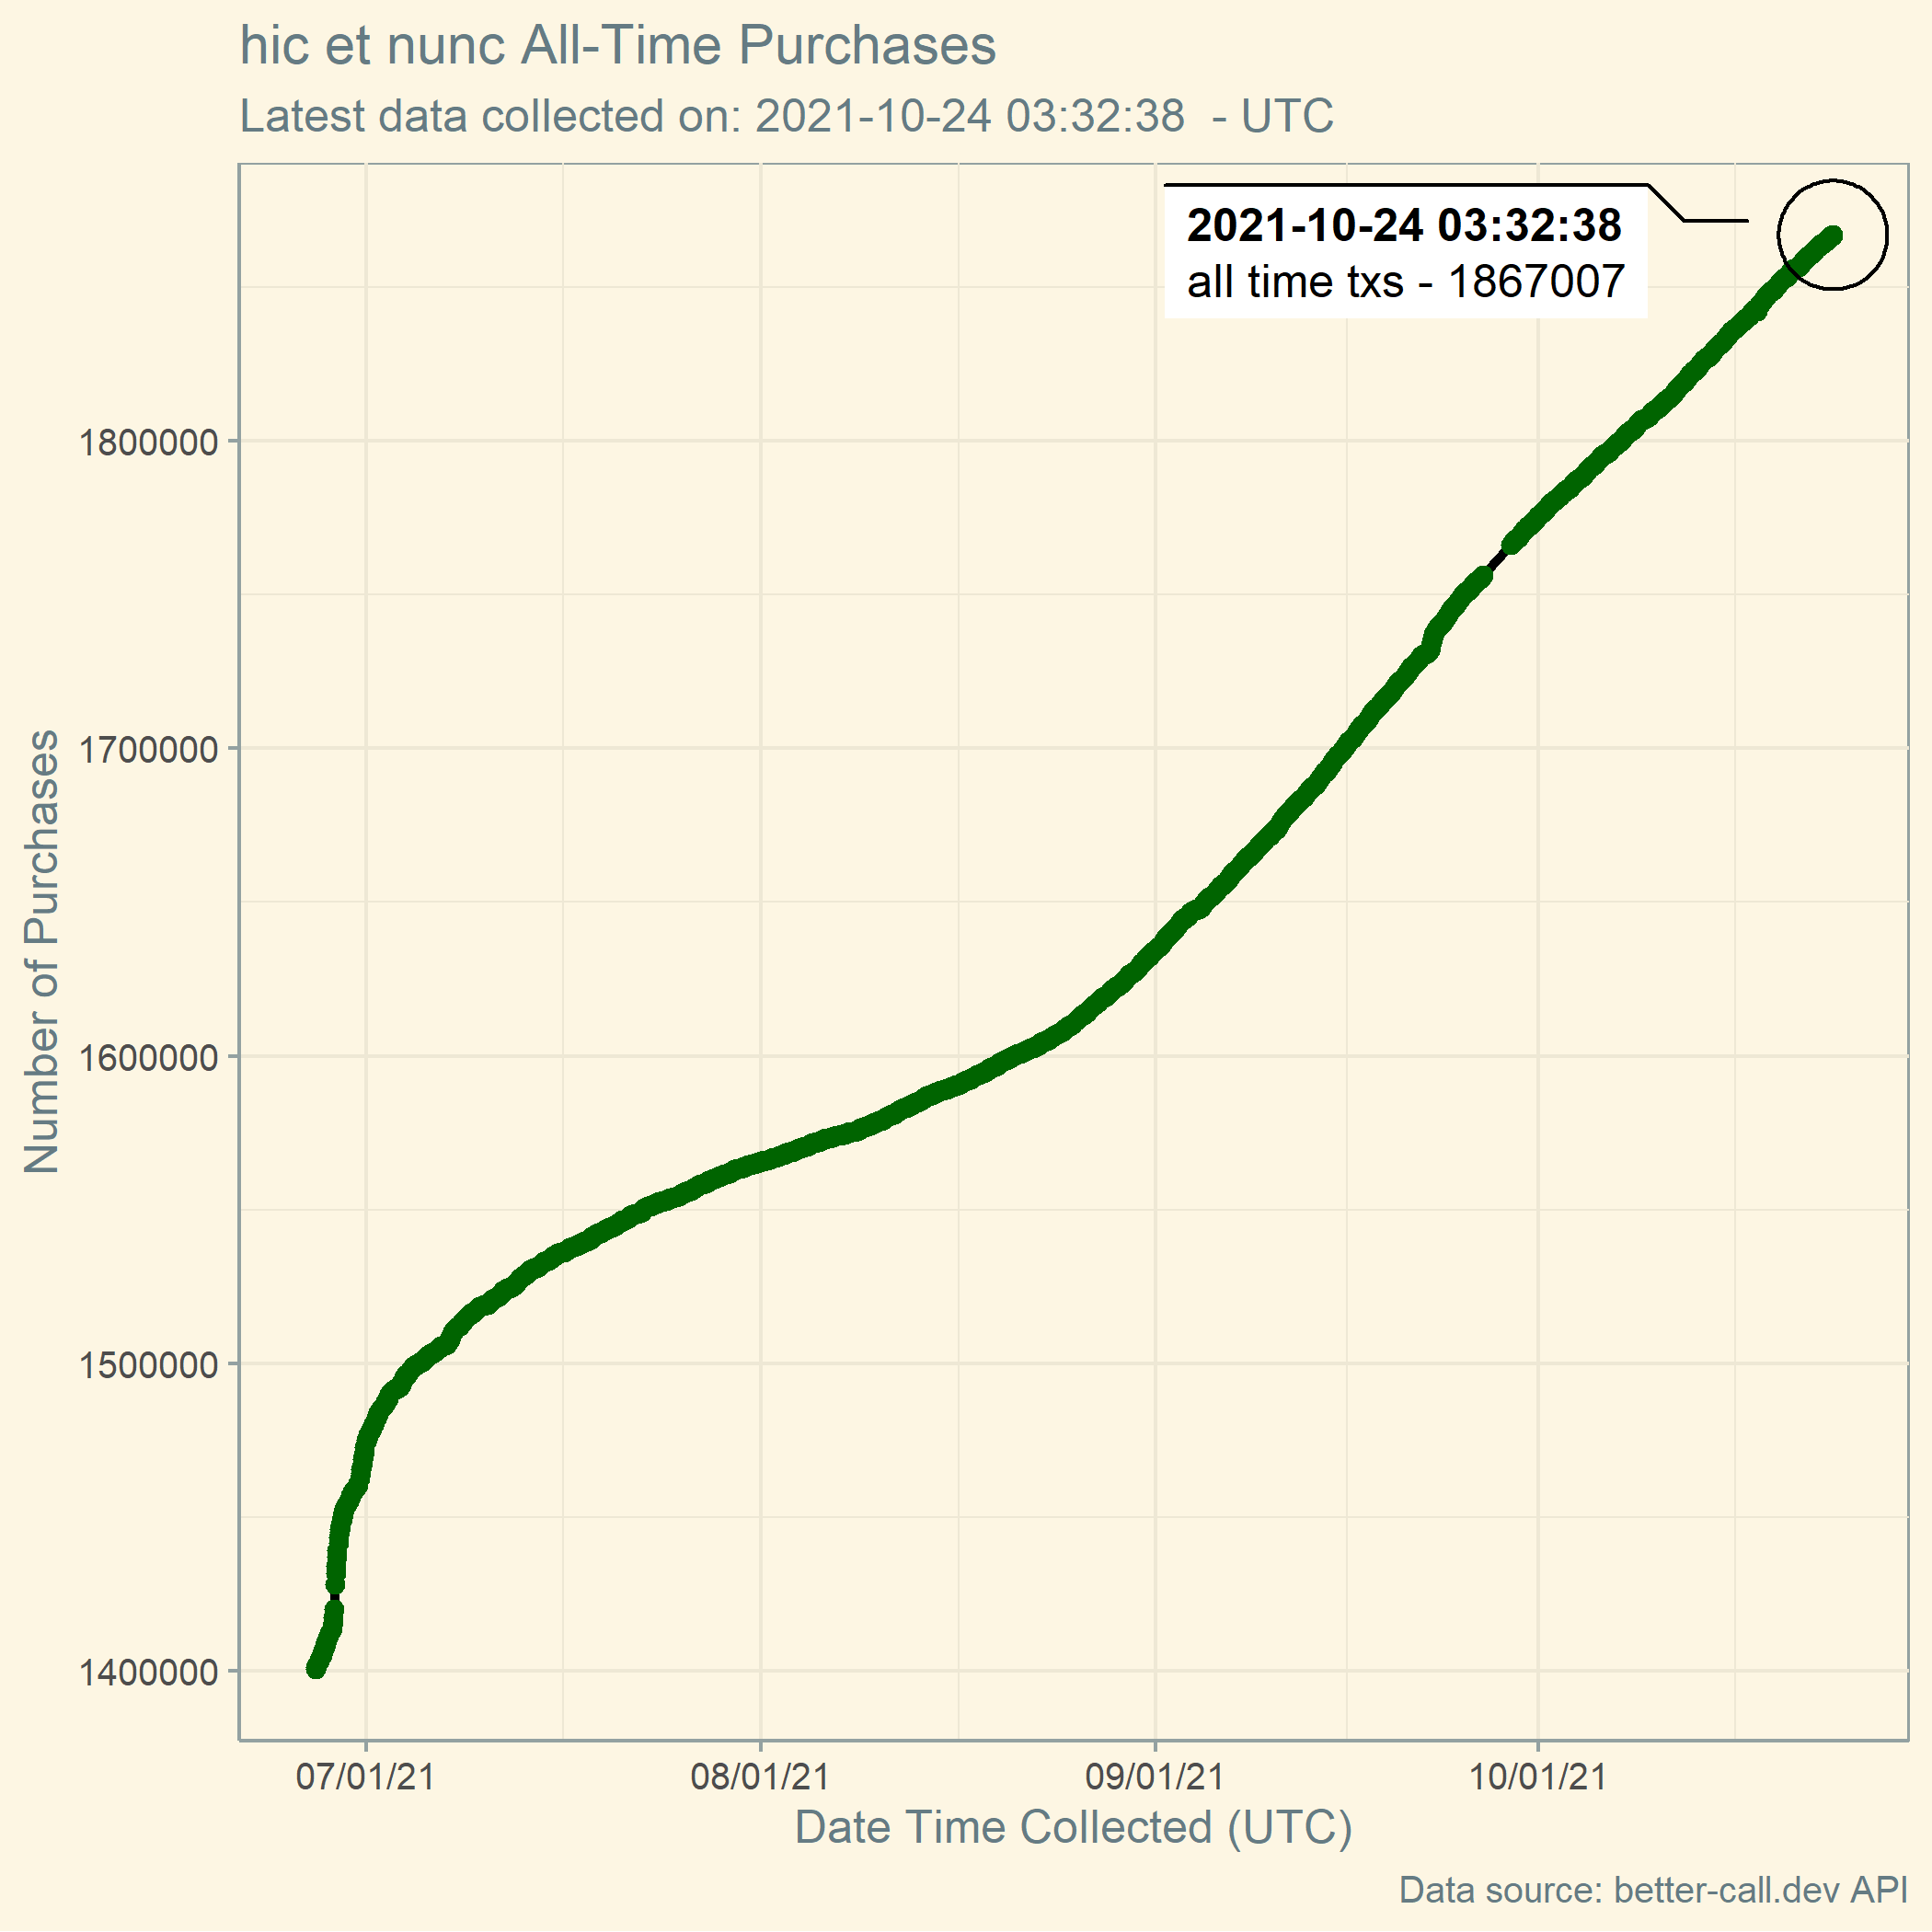 hic et nunc All-Time Purchases
Latest data collected on: 2021-10-24 03:32:38  - UTC
2021-10-24 03:32:38
all time txs - 1867007
Number of Purchases
1800000
1700000
1600000
1500000
1400000
07/01/21
08/01/21
09/01/21
10/01/21
Date Time Collected (UTC)
Data source: better-call.dev API